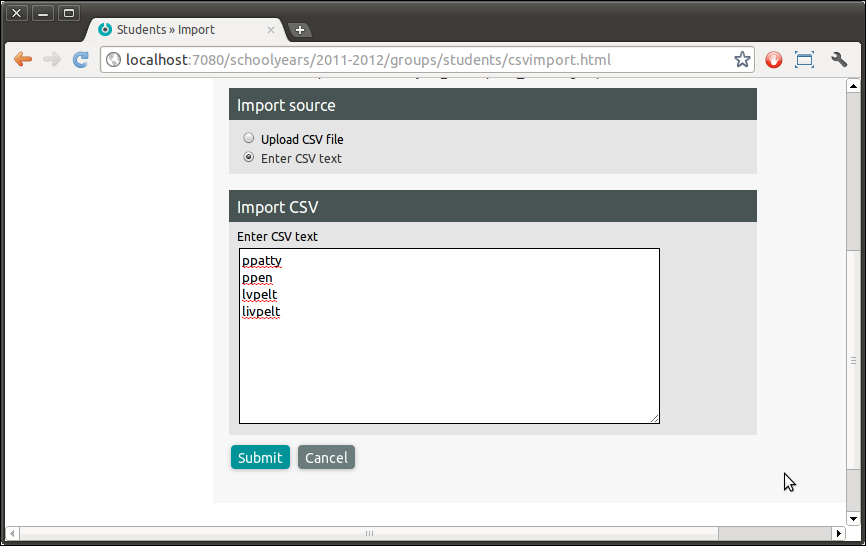 Students » Import
localhost:7080/schoolyears/2011-2012/groups/students/csvimport.html
Import source
Upload CSV file
Enter CSV text
Import CSV
Enter CSV text
ppatty
ppen
lvpelt
livpelt
Submit
Cancel